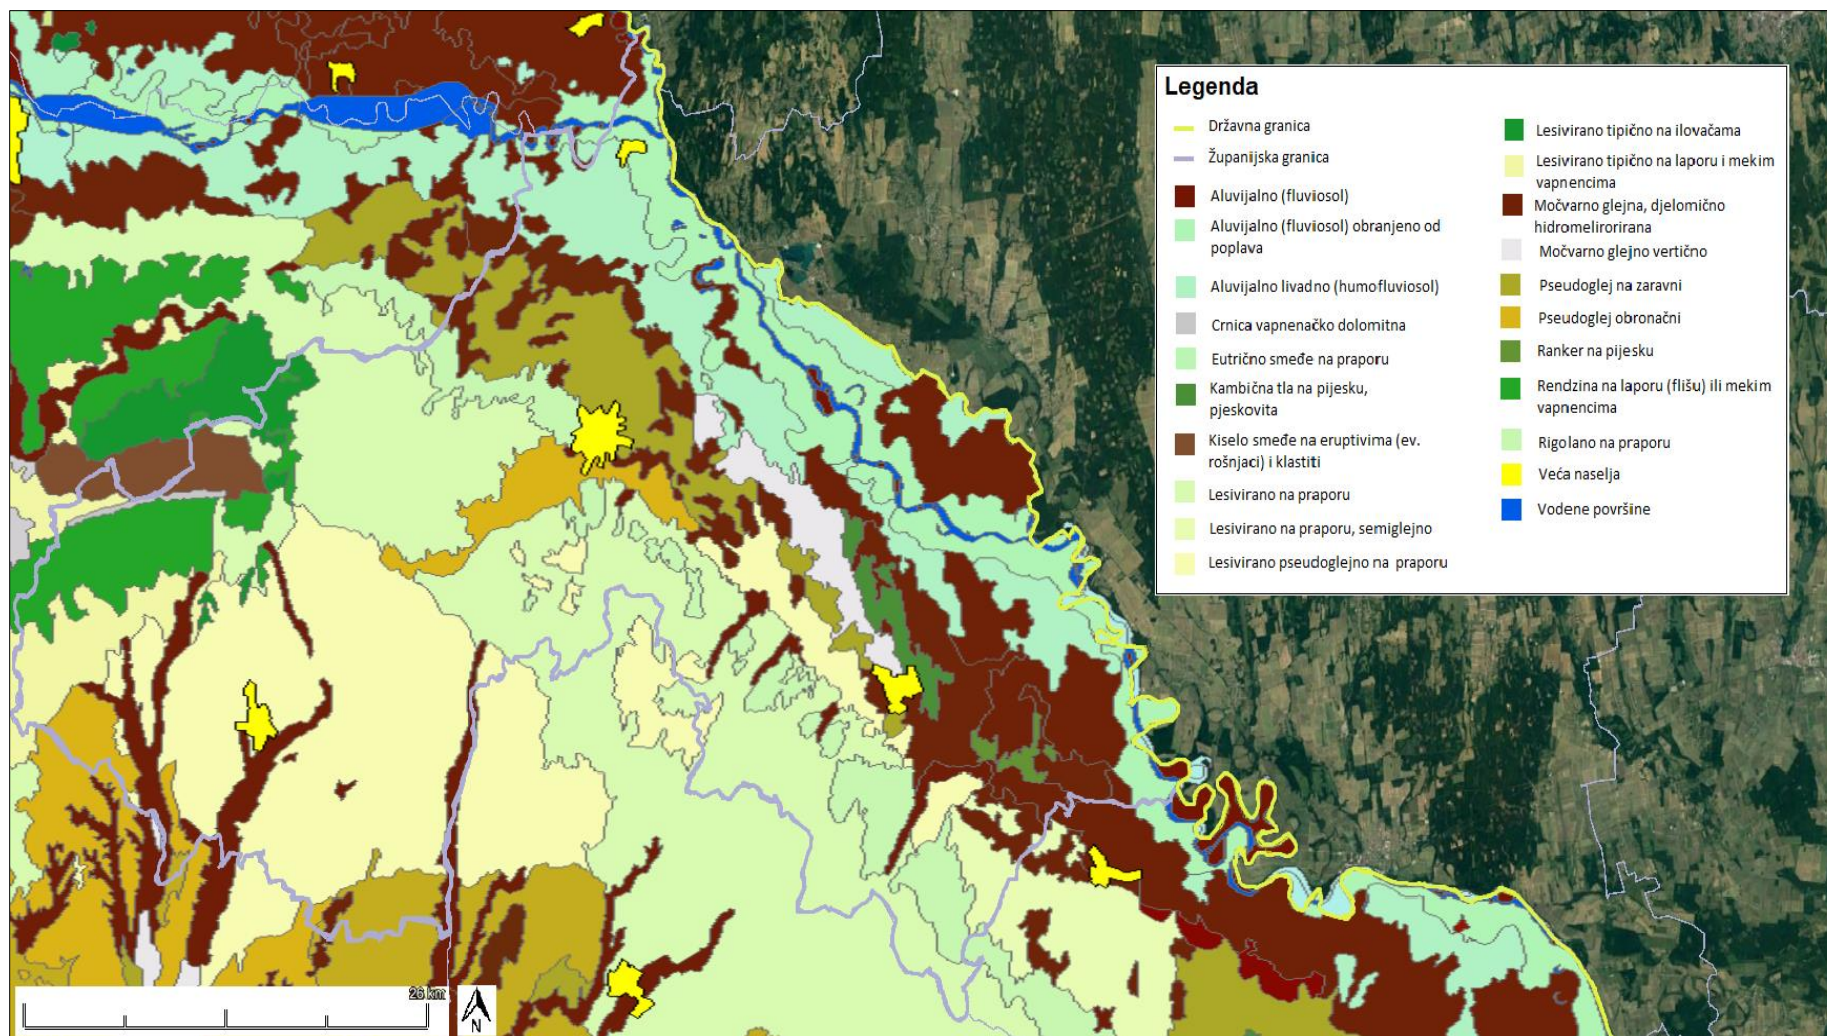 Legenda
Državna granica
Županijska granica
Aluvijalno (fluviosol)
Aluvijalno (fluviosol) obranjeno od
poplava
Aluvijalno livadno (humofluviosol)
Crnica vapnenačko dolomitna
Eutrično smeđe na praporu
Kambična tla na pijesku,
pjeskovita
Kiselo smeđe na eruptivima (ev.
rošnjaci) i klastiti
Lesivirano na praporu
Lesivirano na praporu, semiglejno
Lesivirano pseudoglejno na praporu
Lesivirano tipično na ilovačama
Lesivirano tipično na laporu i mekim
vapnencima
Močvarno glejna, djelomično
hidromelirorirana
Močvarno glejno vertično
Pseudoglej na zaravni
Pseudoglej obronačni
Ranker na pijesku
Rendzina na laporu (flišu) ili mekim
vapnencima
Rigolano na praporu
Veća naselja
Vodene površine
26 km
N